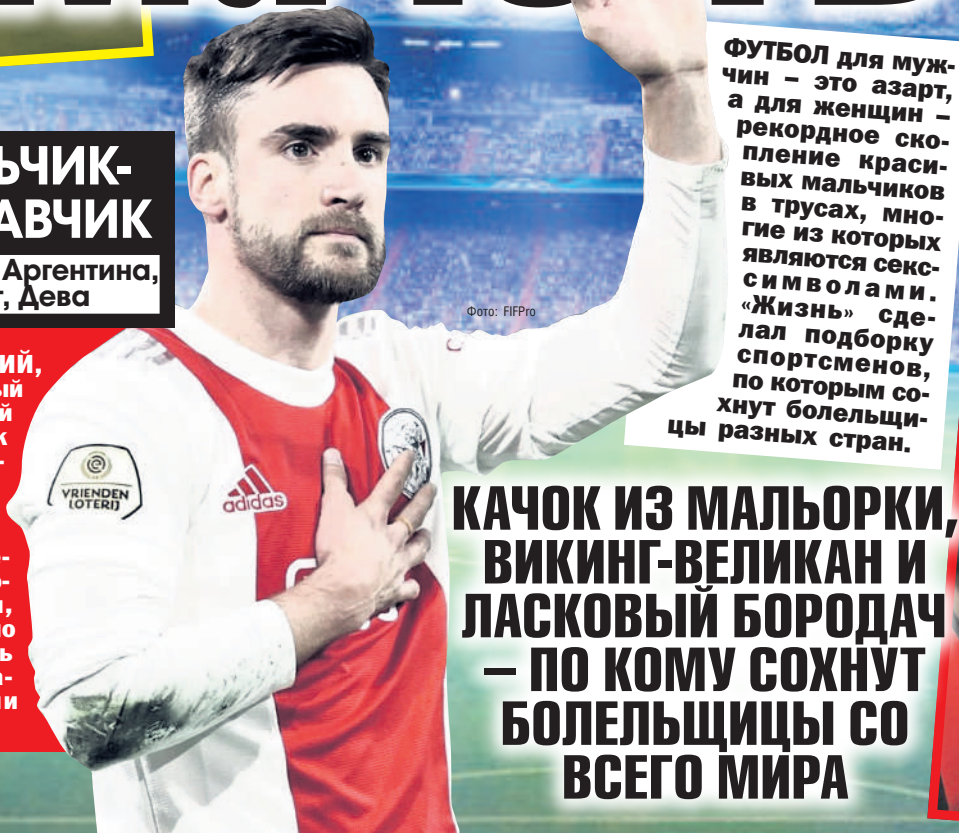 ЬЧИК-
АВЧИК
Аргентина,
, Дева
ФУТБОЛ для муж-
чин – это азарт,
а для женщин –
рекордное ско-
пление краси-
вых мальчиков
в трусах, мно-
гие из которых
являются секс-
символами.
«Жизнь» сде-
лал подборку
спортсменов,
по которым со-
хнут болельщи-
цы разных стран.
Фото: FIFPro
ий,
ый
й
к
-
VRIENDEN
LOTERIJ
adidas
КАЧОК ИЗ МАЛЬОРКИ,
ВИКИНГ-ВЕЛИКАН И
ЛАСКОВЫЙ БОРОДАЧ
– ПО КОМУ СОХНУТ
БОЛЕЛЬЩИЦЫ СО
ВСЕГО МИРА